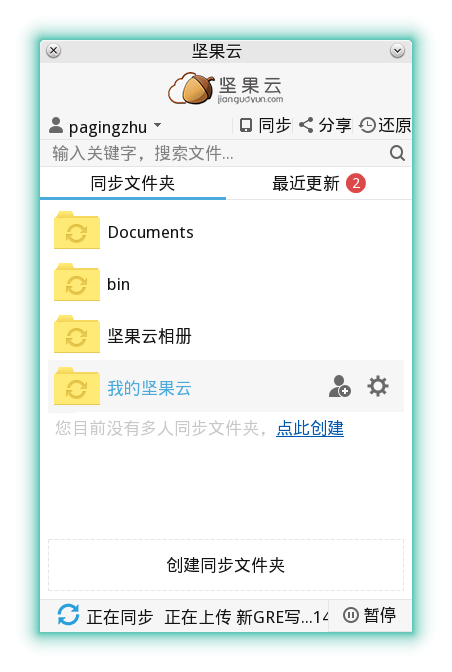 坚果云
坚果云
jianguoyun.com
pagingzhu 同步 分享 还原
输入关键字，搜索文件...
同步文件夹 最近更新 2
Documents
bin
坚果云相册
我的坚果云
您目前没有多人同步文件夹，点此创建
创建同步文件夹
正在同步 正在上传 新GRE写...14 暂停